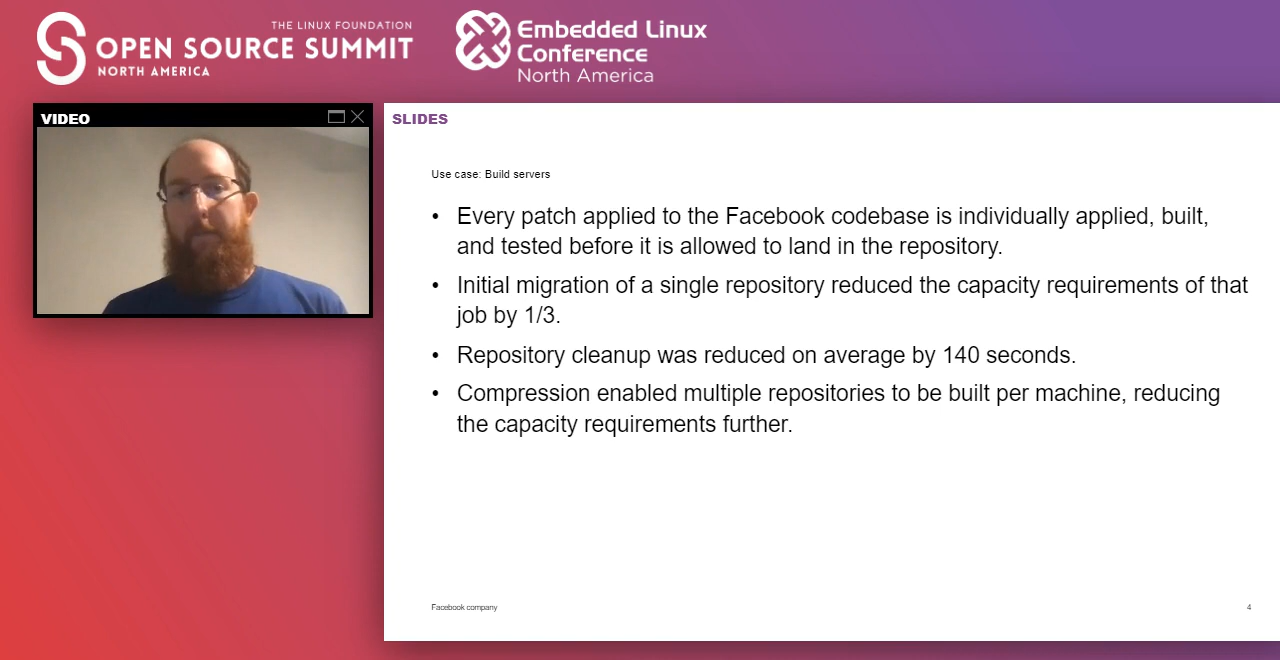 THE LINUX FOUNDATION
OPEN SOURCE SUMMIT
NORTH AMERICA
Embedded Linux
Conference
North America
VIDEO
SLIDES
Use case: Build servers
• Every patch applied to the Facebook codebase is individually applied, built,
and tested before it is allowed to land in the repository.
• Initial migration of a single repository reduced the capacity requirements of that
job by 1/3.
• Repository cleanup was reduced on average by 140 seconds.
• Compression enabled multiple repositories to be built per machine, reducing
the capacity requirements further.
Facebook company
4